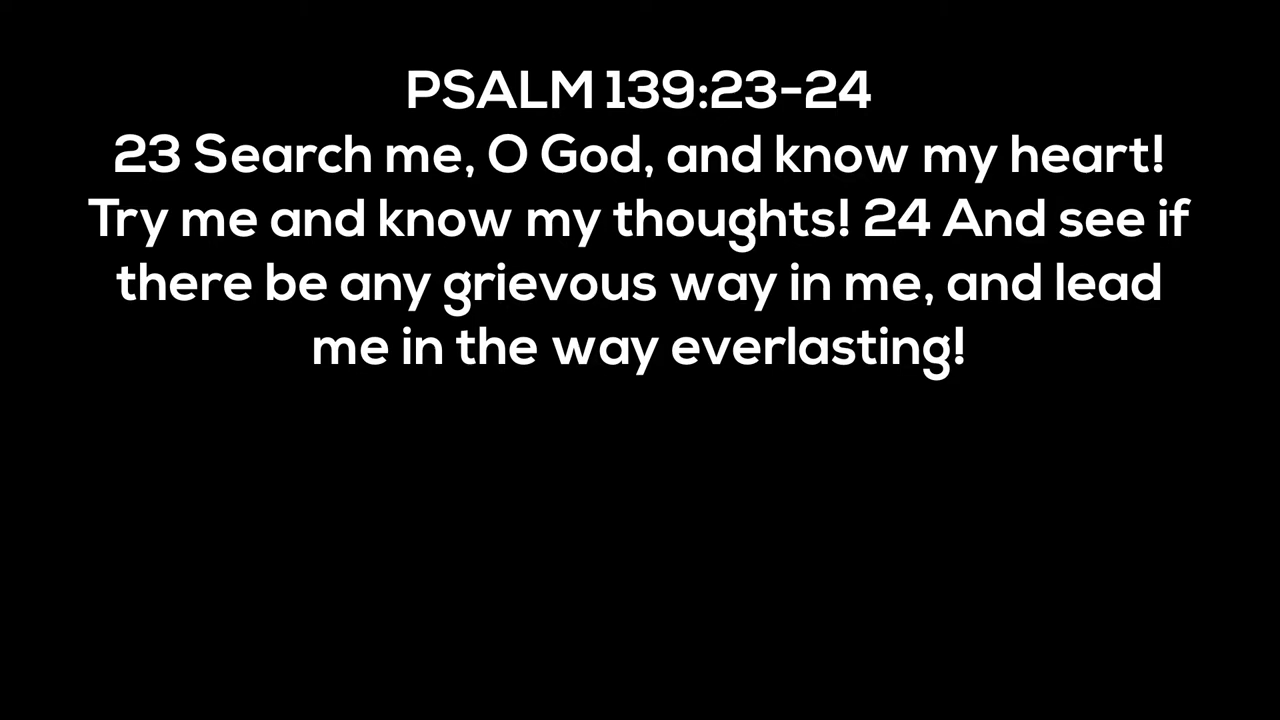 PSALM 139:23-24
23 Search me, O God, and know my heart!
Try me and know my thoughts! 24 And see if
there be any grievous way in me, and lead
me in the way everlasting!